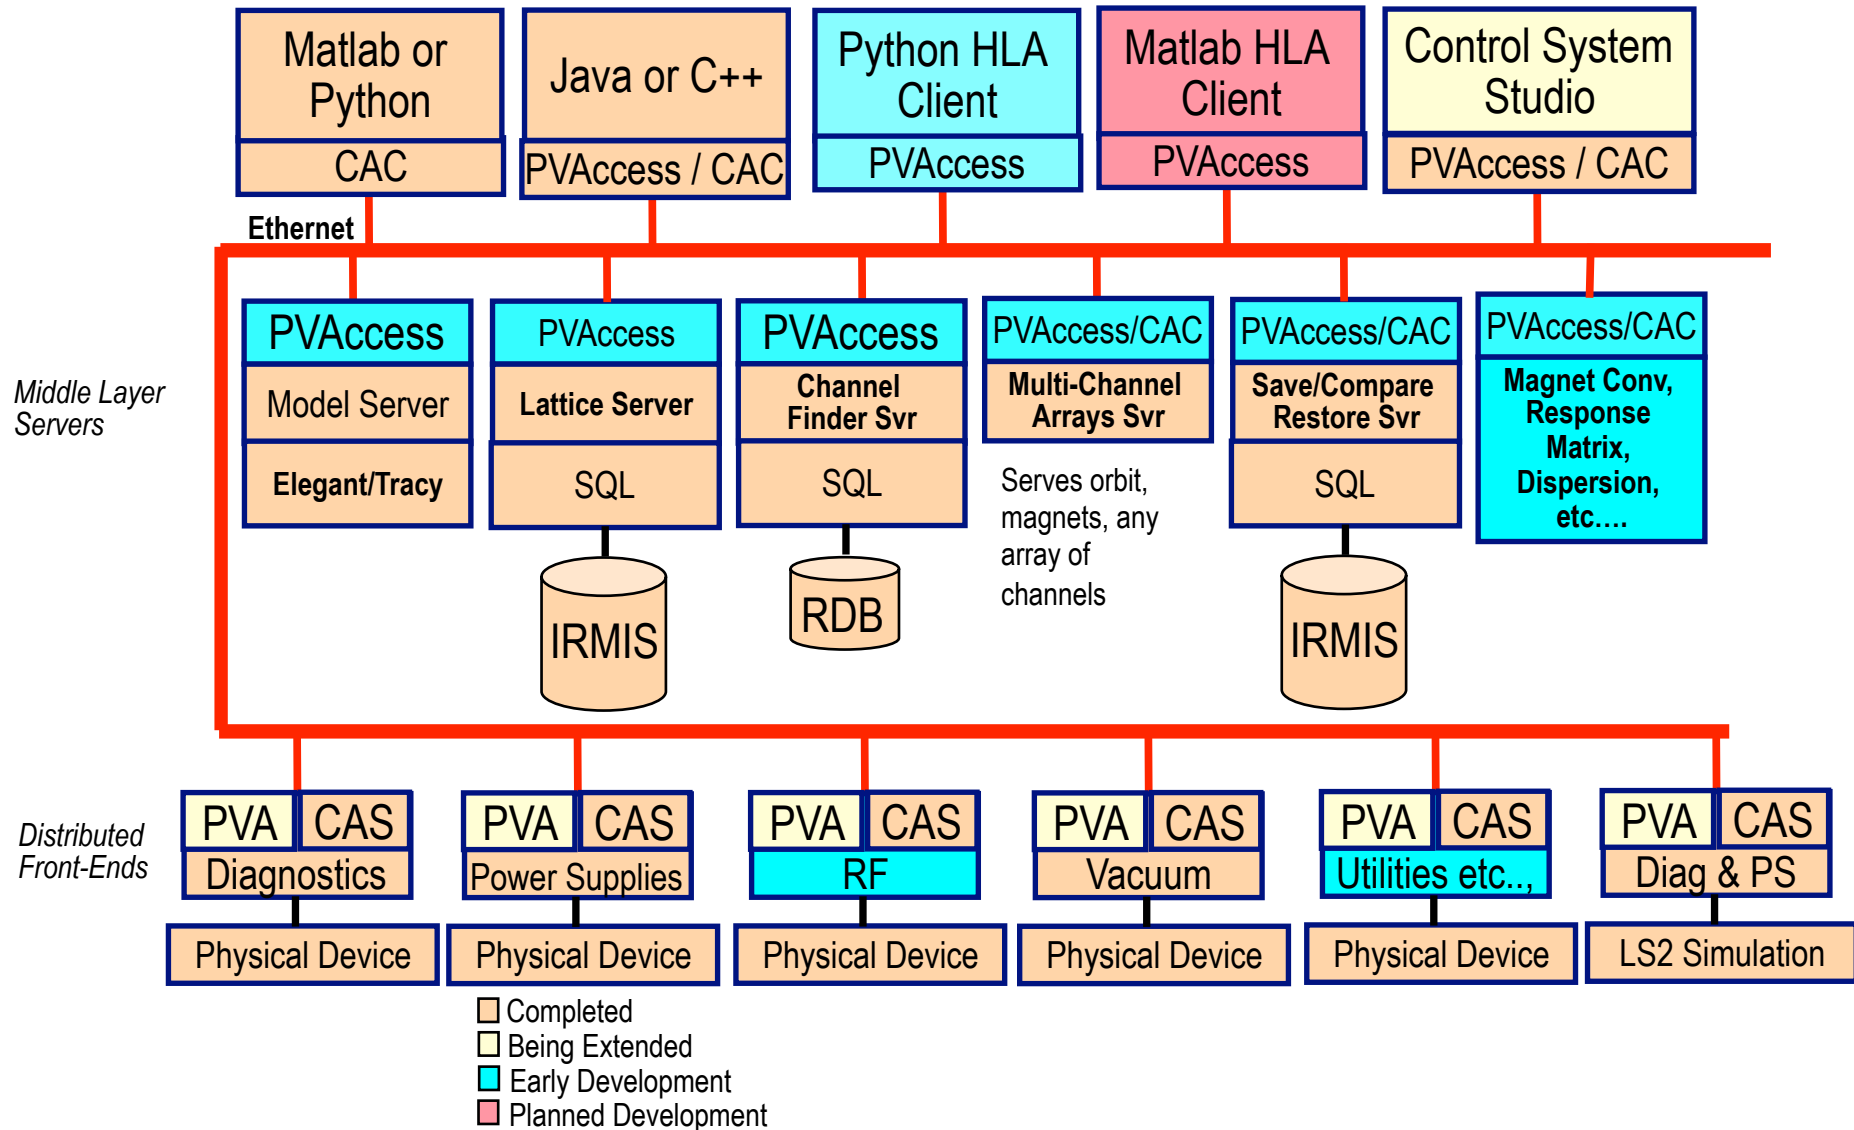 Matlab or
Python
CAC
Java or C++
PVAccess / CAC
Python HLA
Client
PVAccess
Matlab HLA
Client
PVAccess
Control System
Studio
PVAccess / CAC
Ethernet
Middle Layer
Servers
PVAccess
Model Server
Elegant/Tracy
PVAccess
Lattice Server
SQL
IRMIS
PVAccess
Channel
Finder Svr
SQL
RDB
PVAccess/CAC
Multi-Channel
Arrays Svr
Serves orbit,
magnets, any
array of
channels
PVAccess/CAC
Save/Compare
Restore Svr
SQL
IRMIS
PVAccess/CAC
Magnet Conv,
Response
Matrix,
Dispersion,
etc….
Distributed
Front-Ends
PVA
CAS
Diagnostics
Physical Device
PVA
CAS
Power Supplies
Physical Device
PVA
CAS
RF
Physical Device
PVA
CAS
Vacuum
Physical Device
PVA
CAS
Utilities etc..,
Physical Device
PVA
CAS
Diag & PS
LS2 Simulation
Completed
Being Extended
Early Development
Planned Development